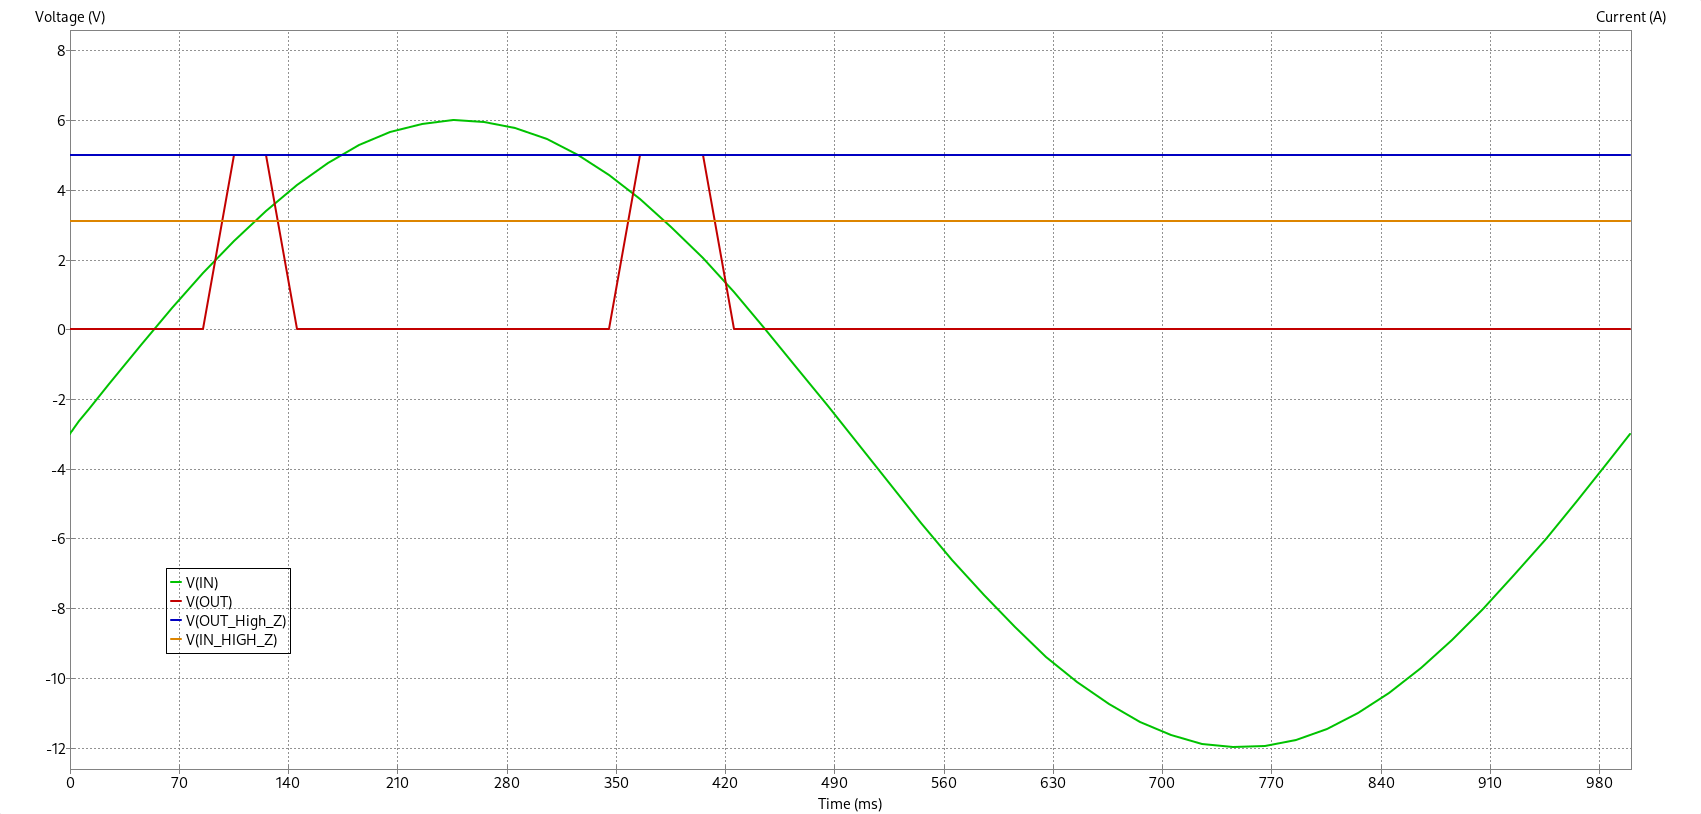 Voltage (V)
Current (A)
8
6
4
2
0
-2
-4
-6
-8
-10
-12
V(IN)
V(OUT)
V(OUT_High_Z)
V(IN_HIGH_Z)
0 70 140 210 280 350 420 490 560 630 700 770 840 910 980
Time (ms)